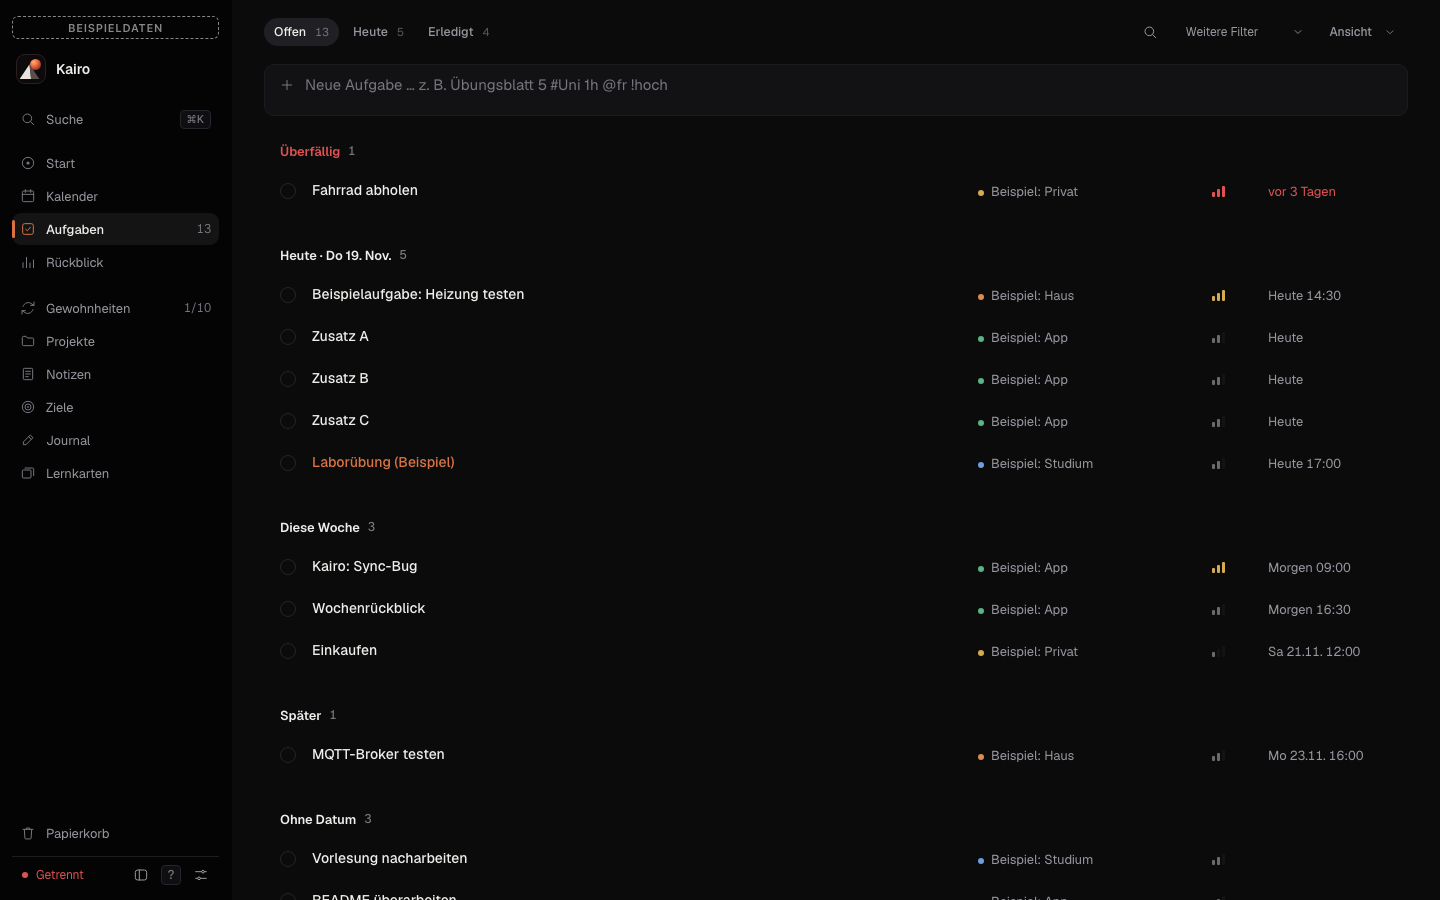 BEISPIELDATEN
Kairo
Suche ⌘K
Start
Kalender
Aufgaben 13
Rückblick
Gewohnheiten 1/10
Projekte
Notizen
Ziele
Journal
Lernkarten
Papierkorb
Getrennt ?
Offen 13 Heute 5 Erledigt 4 Weitere Filter Ansicht
Neue Aufgabe … z. B. Übungsblatt 5 #Uni 1h @fr !hoch
Überfällig 1
Fahrrad abholen Beispiel: Privat vor 3 Tagen
Heute · Do 19. Nov. 5
Beispielaufgabe: Heizung testen Beispiel: Haus Heute 14:30
Zusatz A Beispiel: App Heute
Zusatz B Beispiel: App Heute
Zusatz C Beispiel: App Heute
Laborübung (Beispiel) Beispiel: Studium Heute 17:00
Diese Woche 3
Kairo: Sync-Bug Beispiel: App Morgen 09:00
Wochenrückblick Beispiel: App Morgen 16:30
Einkaufen Beispiel: Privat Sa 21.11. 12:00
Später 1
MQTT-Broker testen Beispiel: Haus Mo 23.11. 16:00
Ohne Datum 3
Vorlesung nacharbeiten Beispiel: Studium
README überarbeiten Beispiel: App